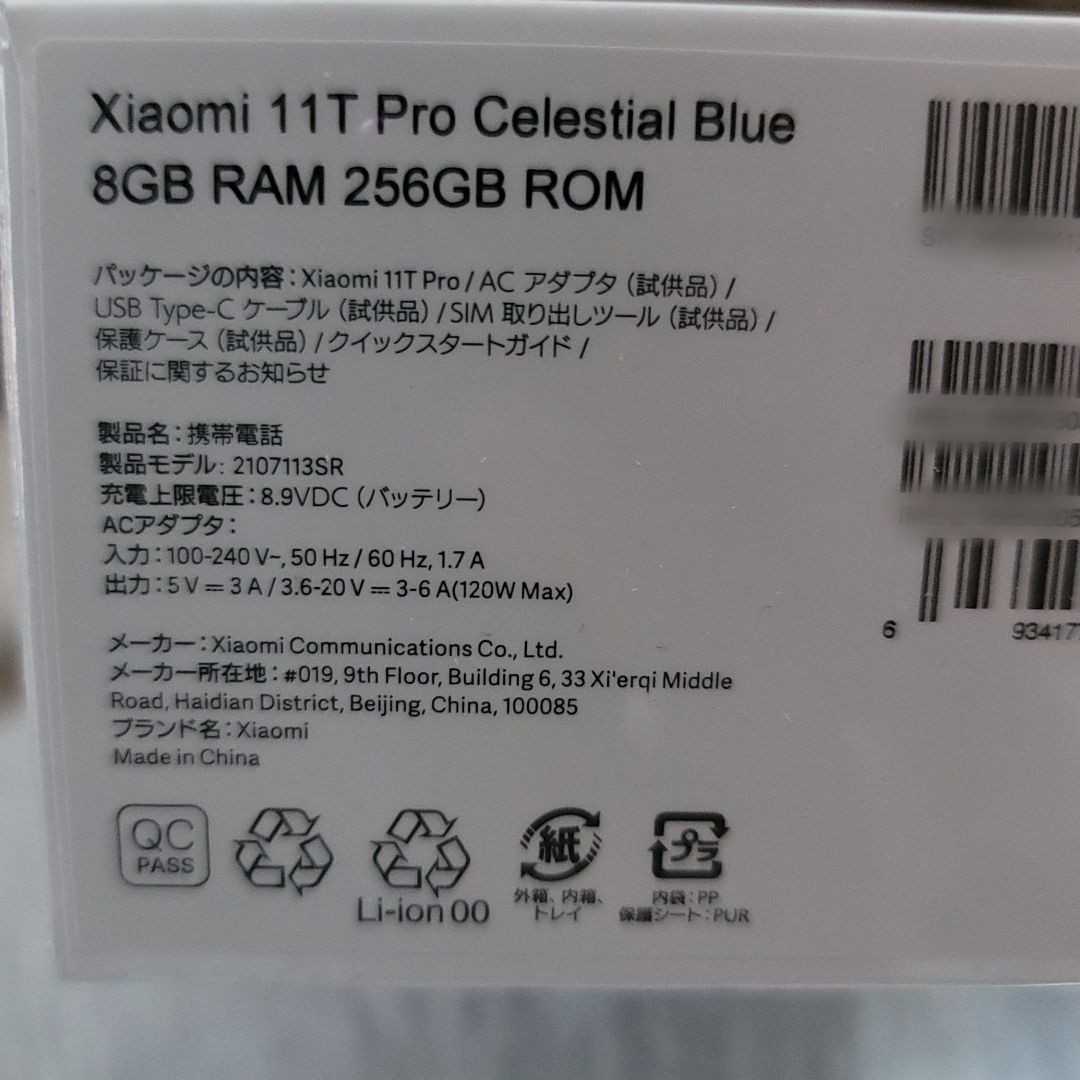 Xiaomi 11T Pro Celestial Blue
8GB RAM 256GB ROM
パッケージの内容：Xiaomi 11T Pro / AC アダプタ（試供品）/
USB Type-C ケーブル（試供品）/ SIM 取り出しツール（試供品）/
保護ケース（試供品）/ クイックスタートガイド /
保証に関するお知らせ
製品名：携帯電話
製品モデル：2107113SR
充電上限電圧：8.9VDC（バッテリー）
ACアダプタ：
入力：100-240 V~, 50 Hz / 60 Hz, 1.7 A
出力：5 V ⎓ 3 A / 3.6-20 V ⎓ 3-6 A(120W Max)
メーカー：Xiaomi Communications Co., Ltd.
メーカー所在地：#019, 9th Floor, Building 6, 33 Xi'erqi Middle
Road, Haidian District, Beijing, China, 100085
ブランド名：Xiaomi
Made in China
QC
PASS
Li-ion 00
紙
外箱、内箱、
トレイ
プラ
内袋：PP
保護シート：PUR
6 93417